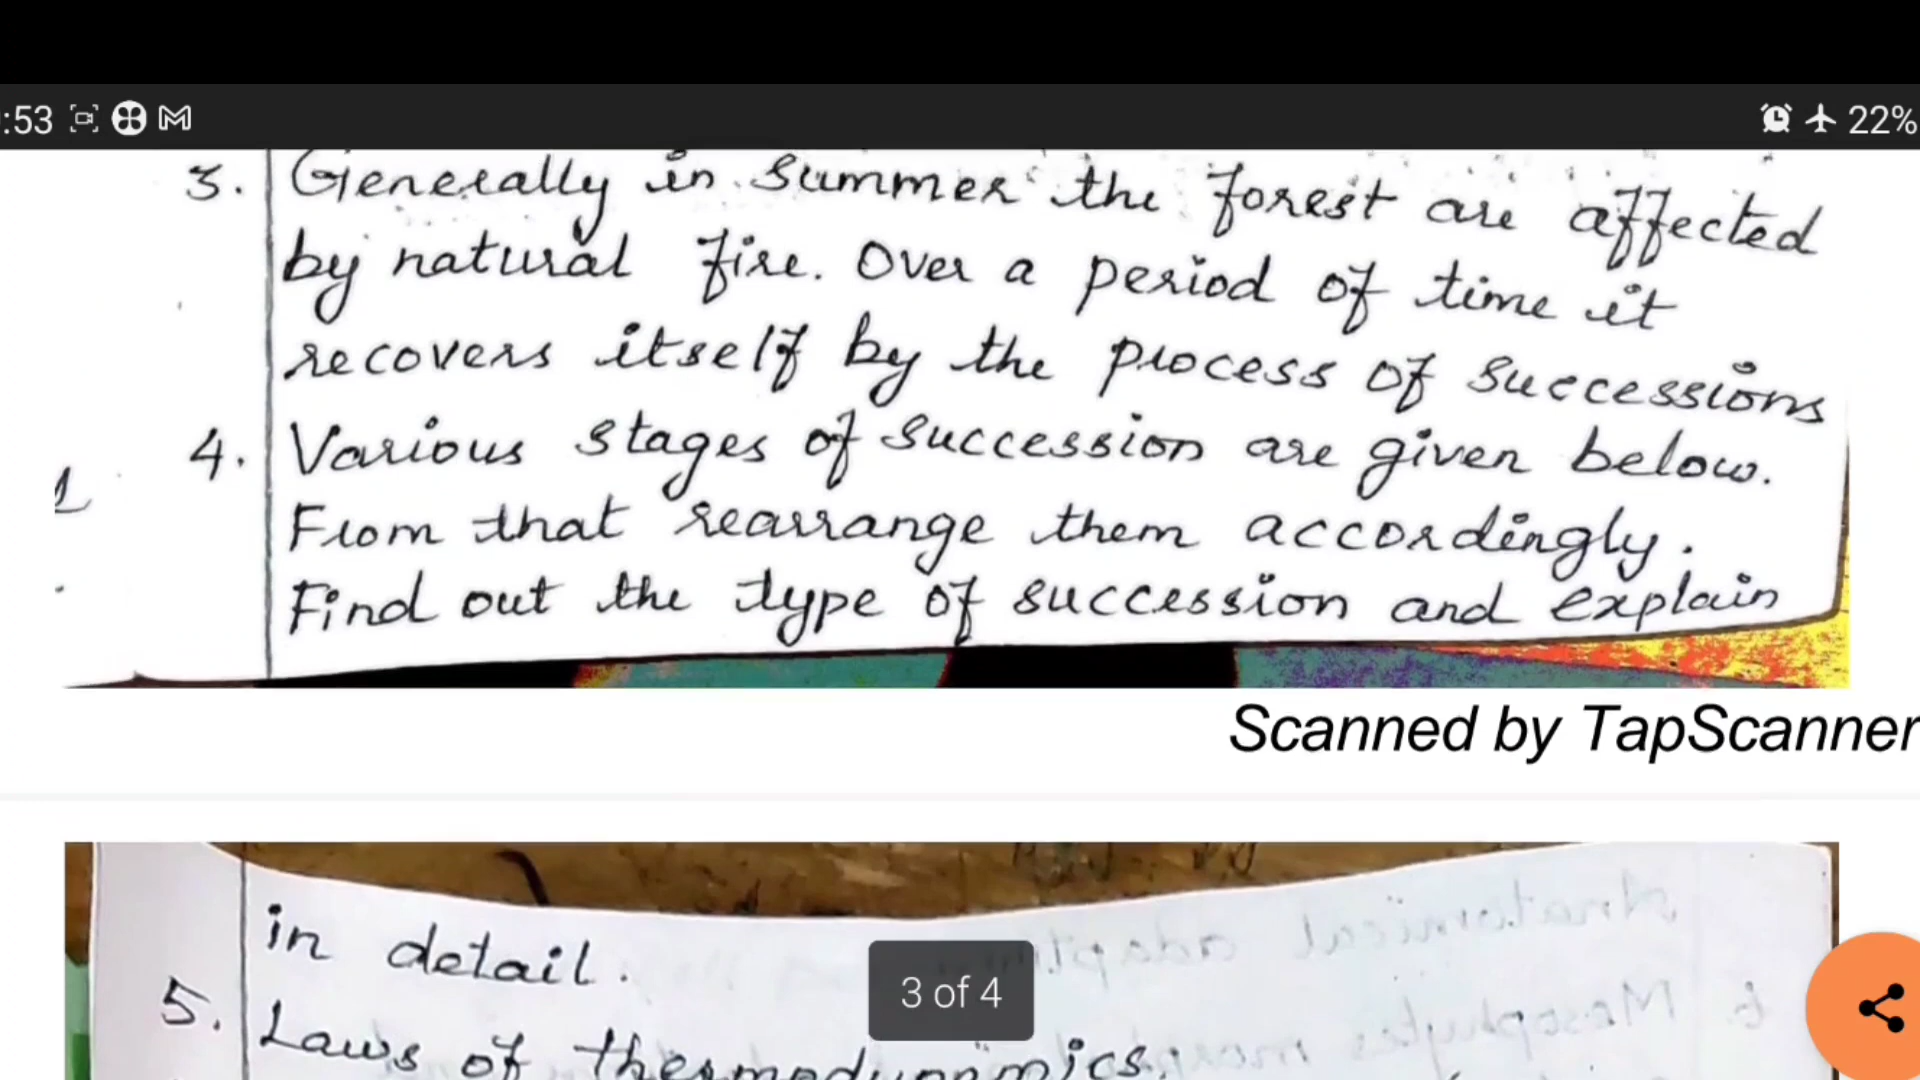 :53 22%
3. Generally in summer the forest are affected
by natural fire. Over a period of time it
recovers itself by the process of successions
4. Various stages of succession are given below.
1
From that rearrange them accordingly.
Find out the type of succession and explain
Scanned by TapScanner
in detail.
3 of 4
5. Laws of thermodynamics.